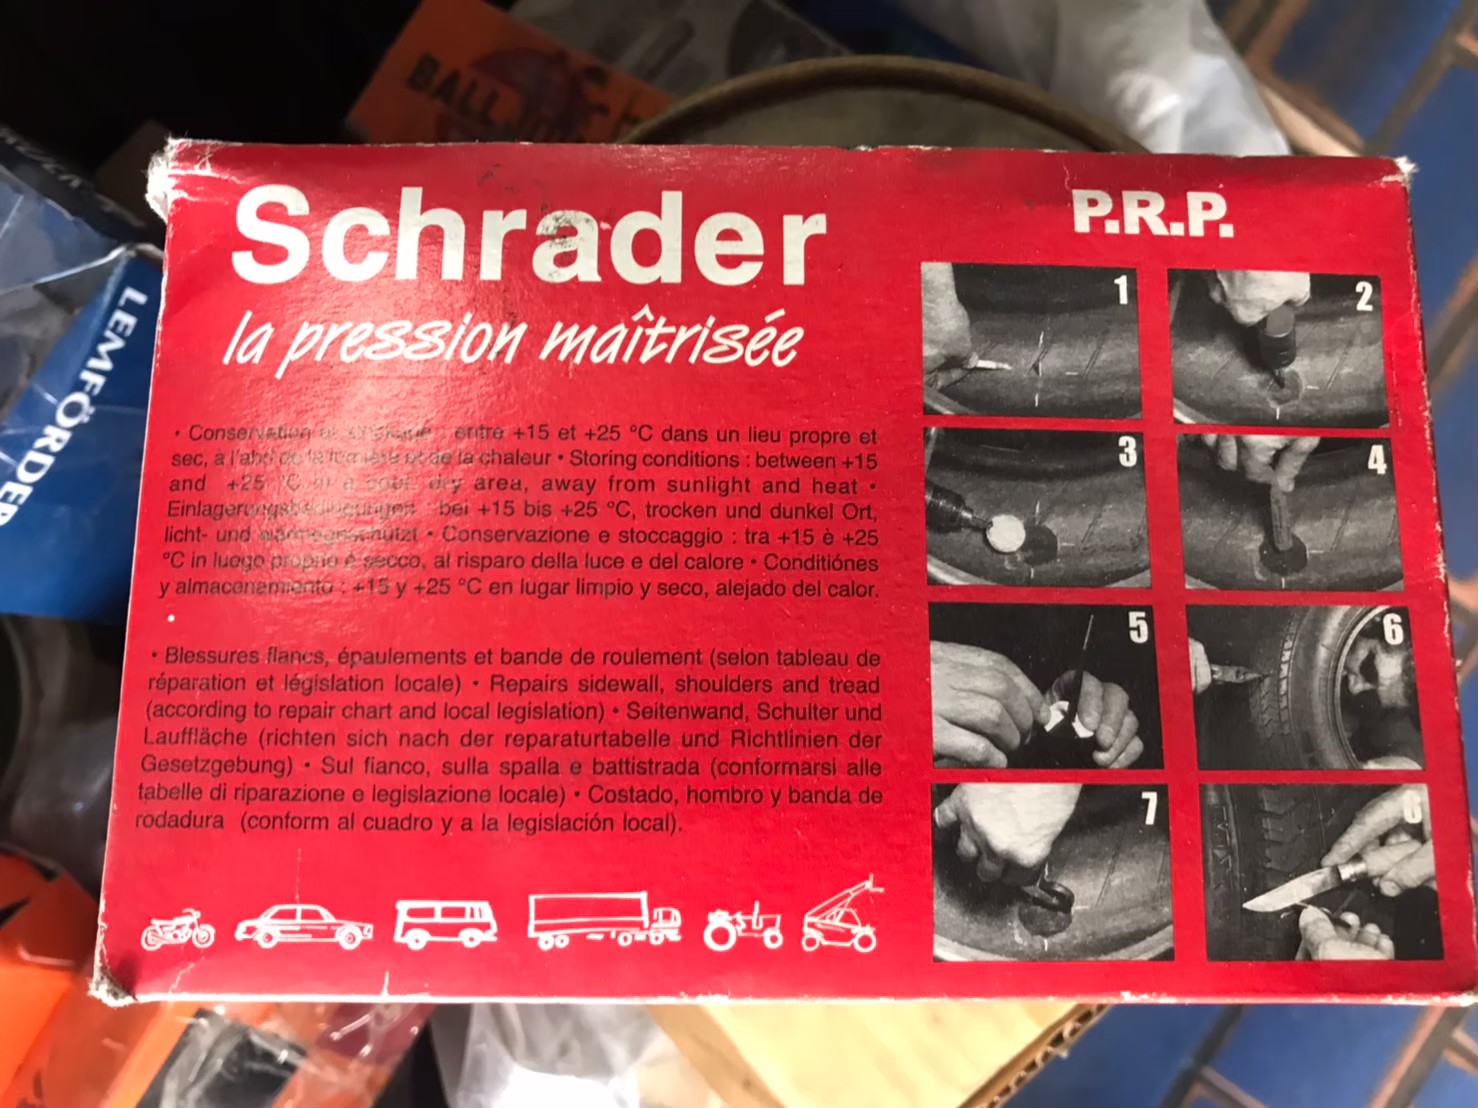 BALL
LEMFÖRDER
Schrader
la pression maîtrisée
P.R.P.
• Conservation et stockage : entre +15 et +25 °C dans un lieu propre et
sec, à l'abri de la lumière et de la chaleur • Storing conditions : between +15
and +25 °C in a cool, dry area, away from sunlight and heat •
Einlagerungsbedingungen : bei +15 bis +25 °C, trocken und dunkel Ort,
licht- und • Conservazione e stoccaggio : tra +15 è +25
°C in luogo proprio é secco, al risparo della luce e del calore • Conditiónes
y almacenamiento : +15 y +25 °C en lugar limpio y seco, alejado del calor.
•
• Blessures flancs, épaulements et bande de roulement (selon tableau de
réparation et législation locale) • Repairs sidewall, shoulders and tread
(according to repair chart and local legislation) • Seitenwand, Schulter und
Lauffläche (richten sich nach der reparaturtabelle und Richtlinien der
Gesetzgebung) • Sul fianco, sulla spalla e battistrada (conformarsi alle
tabelle di riparazione e legislazione locale) • Costado, hombro y banda de
rodadura (conform al cuadro y a la legislación local).
1
2
3
4
5
6
7